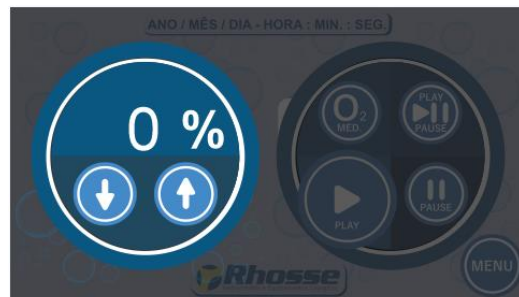 ANO / MÊS / DIA - HORA : MIN. : SEG.
0 %
O2
MED.
PLAY
PAUSE
PLAY
PAUSE
MENU
Rhosse